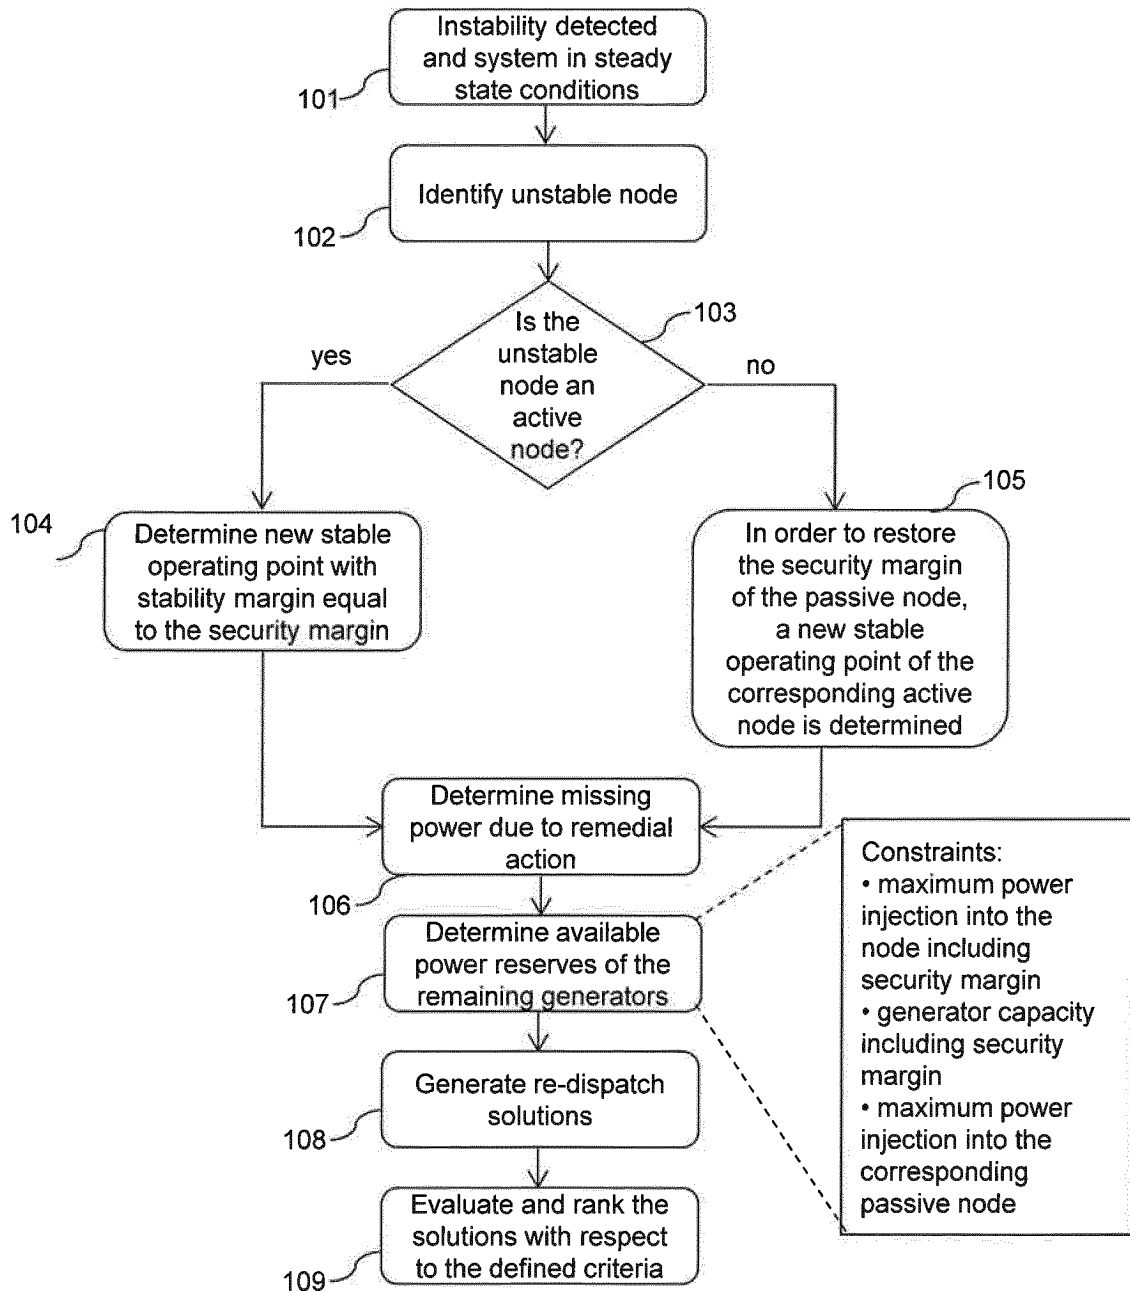 Instability detected
and system in steady
state conditions
101
Identify unstable node
102
Is the
unstable
node an
active
node?
103
yes
no
104
Determine new stable
operating point with
stability margin equal
to the security margin
105
In order to restore
the security margin
of the passive node,
a new stable
operating point of the
corresponding active
node is determined
Determine missing
power due to remedial
action
106
Determine available
power reserves of the
remaining generators
107
Constraints:
• maximum power
injection into the
node including
security margin
• generator capacity
including security
margin
• maximum power
injection into the
corresponding
passive node
Generate re-dispatch
solutions
108
Evaluate and rank the
solutions with respect
to the defined criteria
109